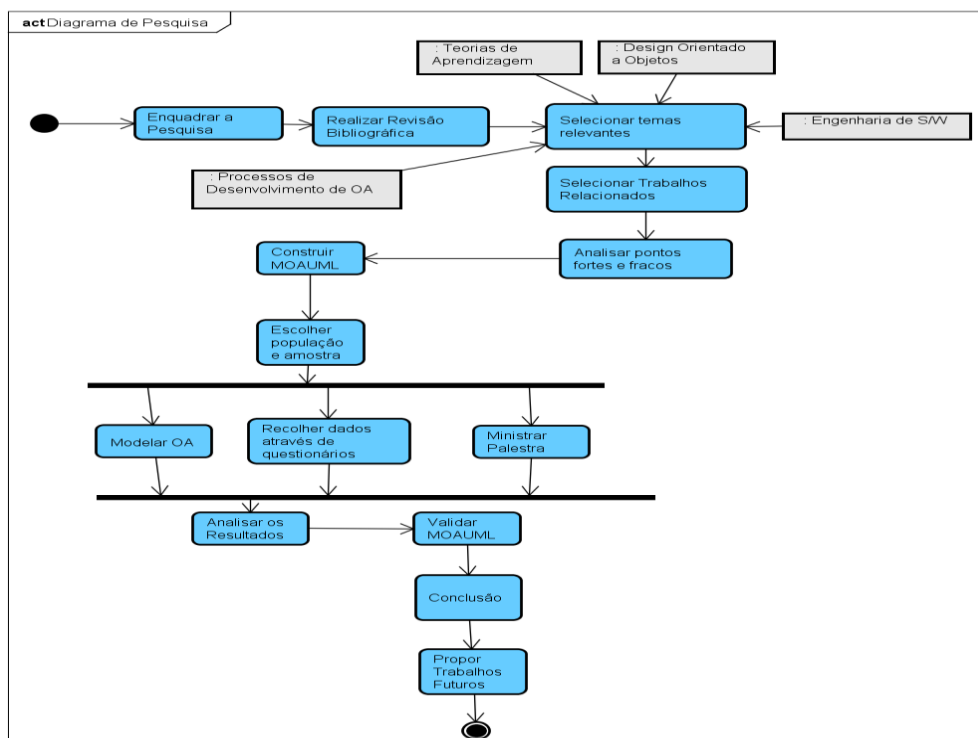 act Diagrama de Pesquisa
: Teorias de
Aprendizagem
: Design Orientado
a Objetos
Enquadrar a
Pesquisa
Realizar Revisão
Bibliográfica
Selecionar temas
relevantes
: Engenharia de S/W
: Processos de
Desenvolvimento de OA
Selecionar Trabalhos
Relacionados
Construir
MOAUML
Analisar pontos
fortes e fracos
Escolher
população
e amostra
Modelar OA
Recolher dados
através de
questionários
Ministrar
Palestra
Analisar os
Resultados
Validar
MOAUML
Conclusão
Propor
Trabalhos
Futuros